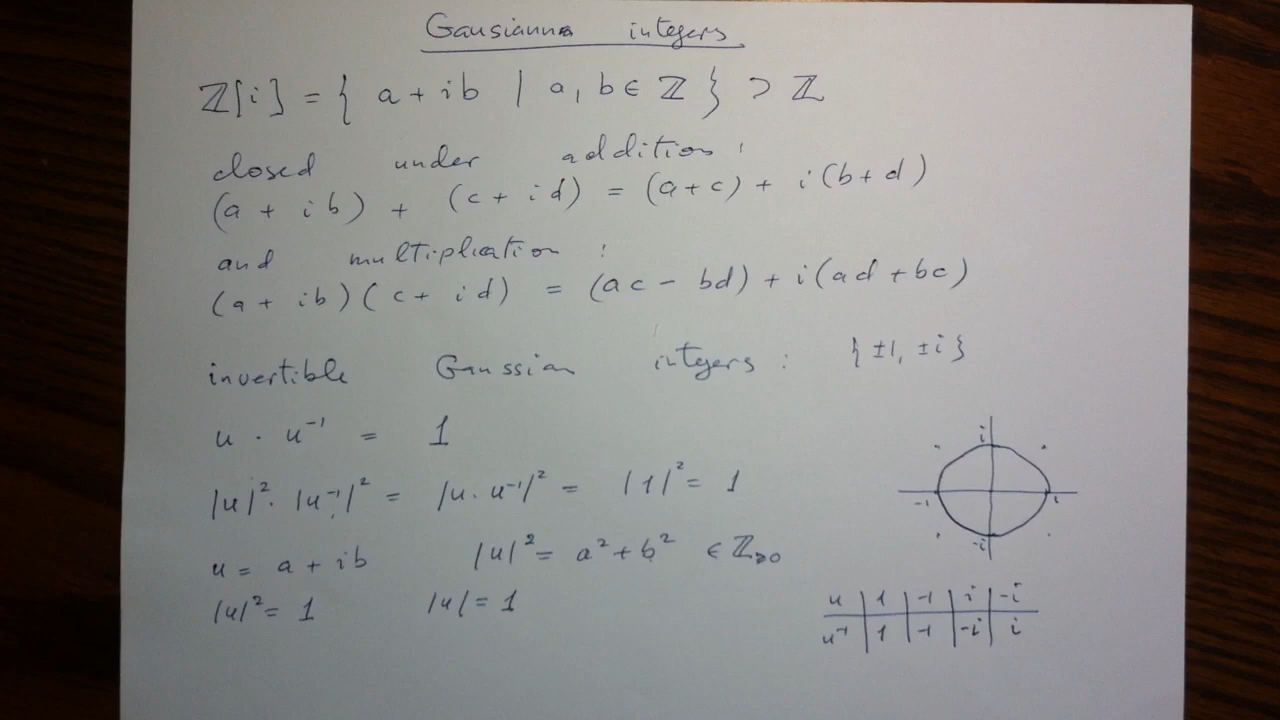 Gausianna integers
ℤ[i] = { a + ib | a, b ∈ ℤ } ⊃ ℤ
closed under addition :
(a + ib) + (c + id) = (a+c) + i(b+d)
and multiplication :
(a + ib)(c + id) = (ac - bd) + i(ad + bc)
invertible Gaussian integers : { ±1, ±i }
u · u⁻¹ = 1
|u|² · |u⁻¹|² = |u · u⁻¹|² = |1|² = 1
u = a + ib |u|² = a² + b² ∈ ℤ≥0
|u|² = 1 |u| = 1
i
-1 1
-i
u | 1 | -1 | i | -i
u⁻¹ | 1 | -1 | -i | i